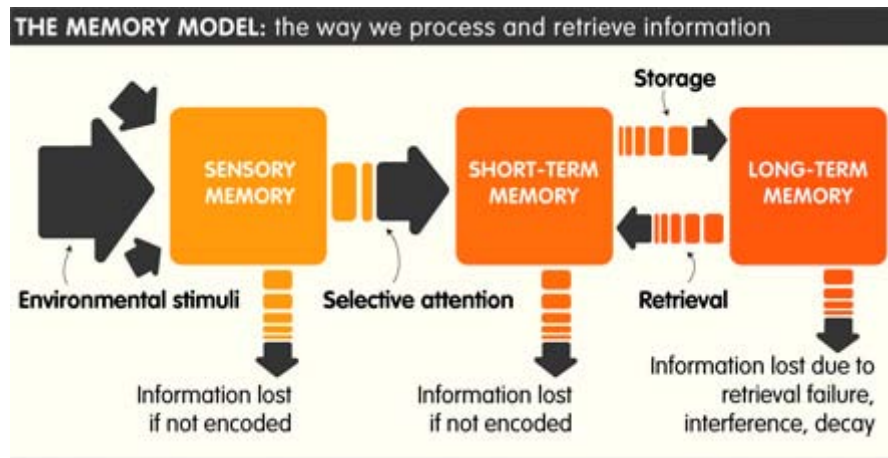 THE MEMORY MODEL: the way we process and retrieve information
Storage
SENSORY
MEMORY
SHORT-TERM
MEMORY
LONG-TERM
MEMORY
Environmental stimuli
Selective attention
Retrieval
Information lost
if not encoded
Information lost
if not encoded
Information lost due to
retrieval failure,
interference, decay